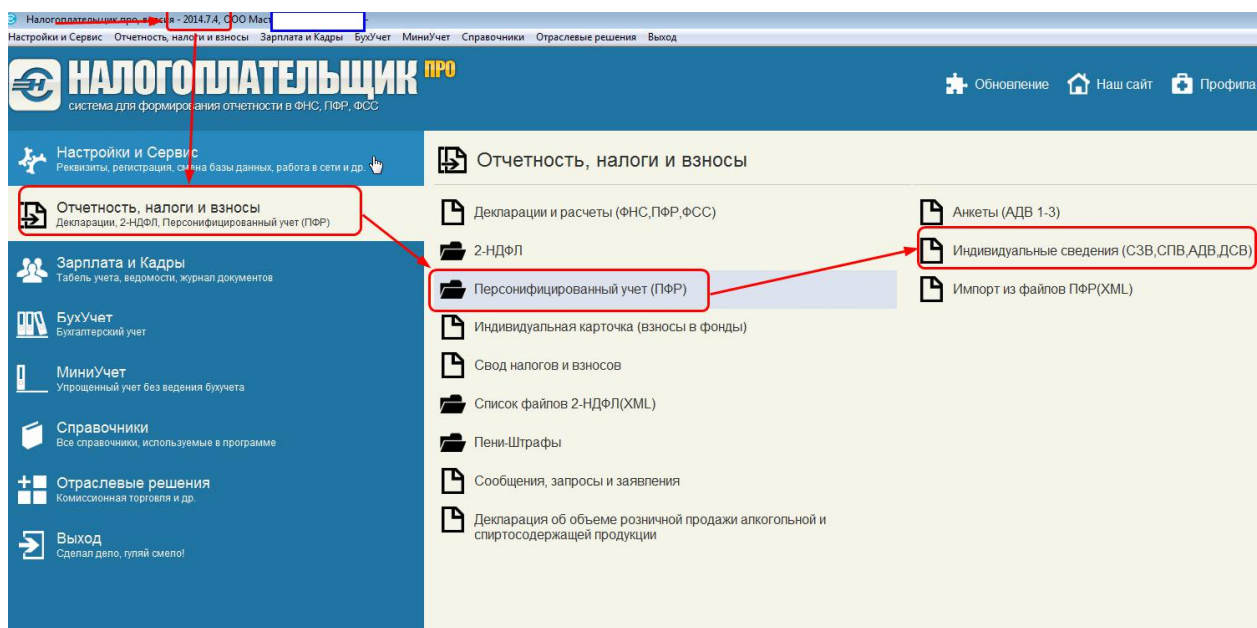 Налогоплательщик про, версия - 2014.7.4, ООО Маст
Настройки и Сервис Отчетность, налоги и взносы Зарплата и Кадры БухУчет МиниУчет Справочники Отраслевые решения Выход
НАЛОГОПЛАТЕЛЬЩИК ПРО
система для формирования отчетности в ФНС, ПФР, ФСС
Обновление Наш сайт Профила
Настройки и Сервис
Реквизиты, регистрация, смена базы данных, работа в сети и др.
Отчетность, налоги и взносы
Декларации, 2-НДФЛ, Персонифицированный учет (ПФР)
Зарплата и Кадры
Табель учета, ведомости, журнал документов
БухУчет
Бухгалтерский учет
МиниУчет
Упрощенный учет без ведения бухучета
Справочники
Все справочники, используемые в программе
Отраслевые решения
Комиссионная торговля и др.
Выход
Сделал дело, гуляй смело!
Отчетность, налоги и взносы
Декларации и расчеты (ФНС,ПФР,ФСС)
2-НДФЛ
Персонифицированный учет (ПФР)
Индивидуальная карточка (взносы в фонды)
Свод налогов и взносов
Список файлов 2-НДФЛ(XML)
Пени-Штрафы
Сообщения, запросы и заявления
Декларация об объеме розничной продажи алкогольной и
спиртосодержащей продукции
Анкеты (АДВ 1-3)
Индивидуальные сведения (СЗВ,СПВ,АДВ,ДСВ)
Импорт из файлов ПФР(XML)